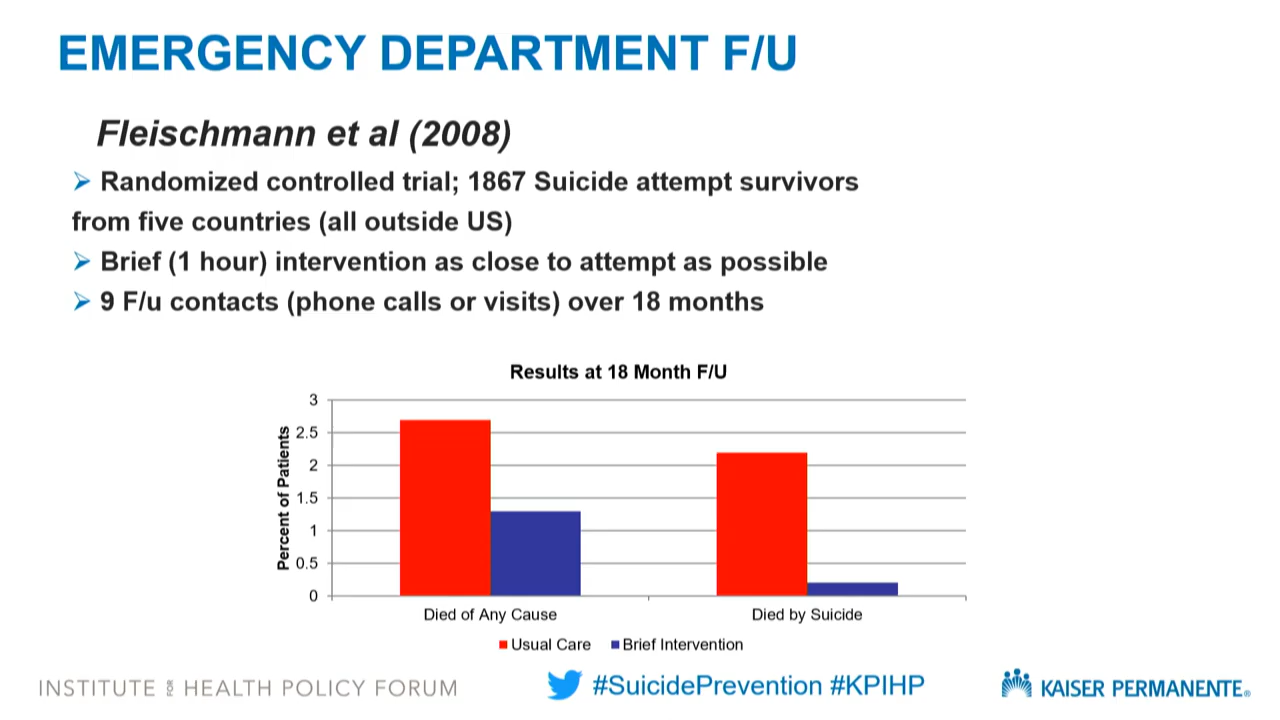 EMERGENCY DEPARTMENT F/U
Fleischmann et al (2008)
➢ Randomized controlled trial; 1867 Suicide attempt survivors
from five countries (all outside US)
➢ Brief (1 hour) intervention as close to attempt as possible
➢ 9 F/u contacts (phone calls or visits) over 18 months
Results at 18 Month F/U
Percent of Patients
3
2.5
2
1.5
1
0.5
0
Died of Any Cause
Died by Suicide
Usual Care
Brief Intervention
INSTITUTE FOR HEALTH POLICY FORUM
#SuicidePrevention #KPIHP
KAISER PERMANENTE®